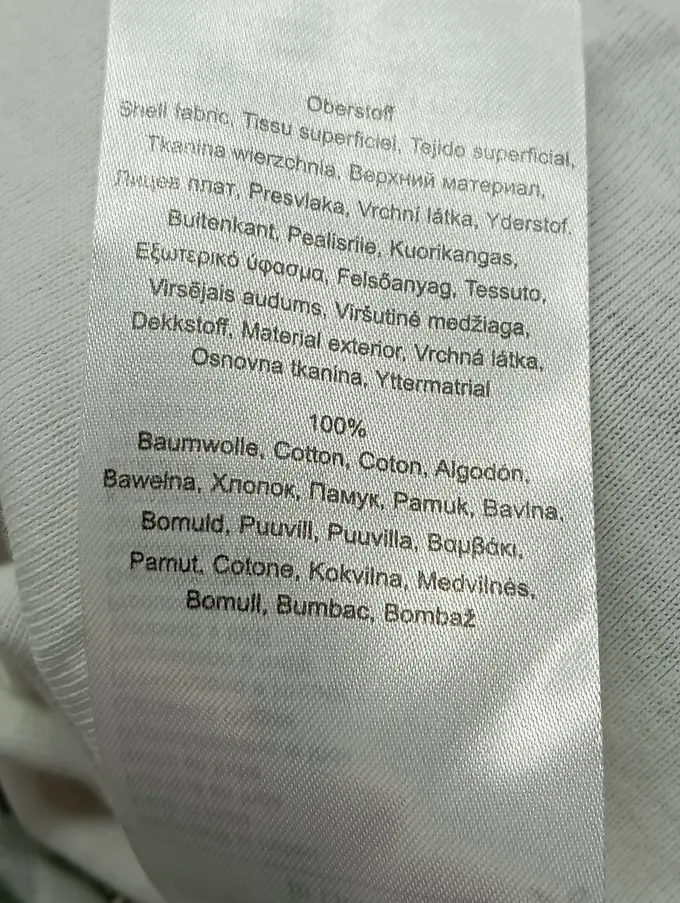 Oberstoff
Shell fabric, Tissu superficiel, Tejido superficial,
Tkanina wierzchnia, Верхний материал,
Лицев плат, Presvlaka, Vrchní látka, Yderstof,
Buitenkant, Pealisriie, Kuorikangas,
Εξωτερικό ύφασμα, Felsőanyag, Tessuto,
Virsējais audums, Viršutinė medžiaga,
Dekkstoff, Material exterior, Vrchná látka,
Osnovna tkanina, Yttermatrial
100%
Baumwolle, Cotton, Coton, Algodón,
Bawełna, Хлопок, Памук, Pamuk, Bavlna,
Bomuld, Puuvill, Puuvilla, Βαμβάκι,
Pamut, Cotone, Kokvilna, Medvilnės,
Bomull, Bumbac, Bombaž